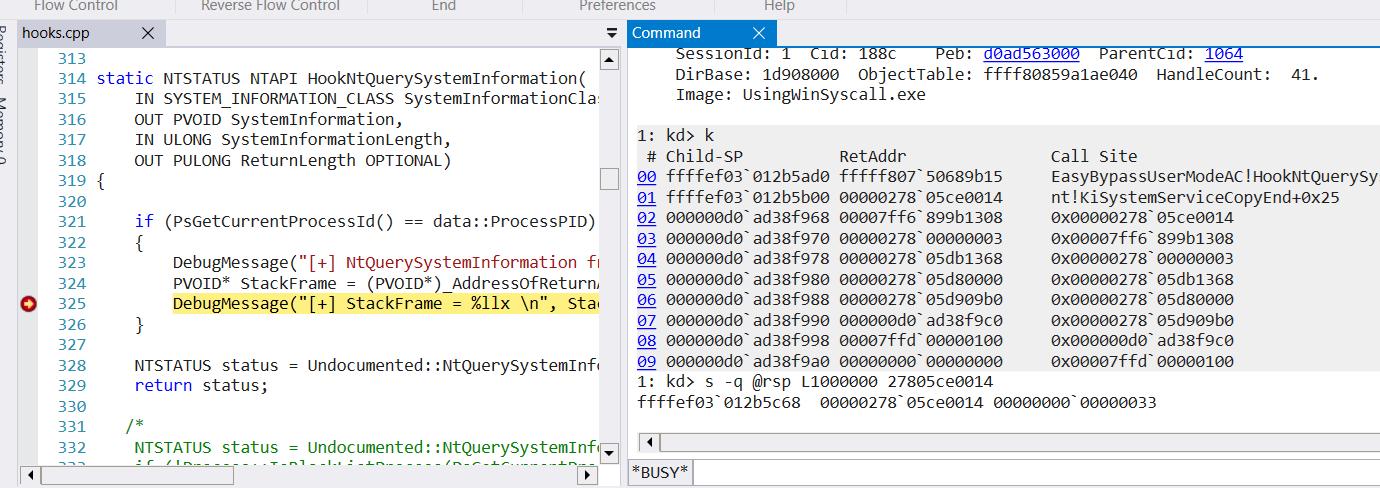 Flow Control Reverse Flow Control End Preferences Help
hooks.cpp
313
314 static NTSTATUS NTAPI HookNtQuerySystemInformation(
315 IN SYSTEM_INFORMATION_CLASS SystemInformationClas
316 OUT PVOID SystemInformation,
317 IN ULONG SystemInformationLength,
318 OUT PULONG ReturnLength OPTIONAL)
319 {
320
321 if (PsGetCurrentProcessId() == data::ProcessPID)
322 {
323 DebugMessage("[+] NtQuerySystemInformation fr
324 PVOID* StackFrame = (PVOID*)_AddressOfReturnA
325 DebugMessage("[+] StackFrame = %llx \n", Stac
326 }
327
328 NTSTATUS status = Undocumented::NtQuerySystemInfo
329 return status;
330
331 /*
332 NTSTATUS status = Undocumented::NtQuerySystemInfo
Command
SessionId: 1 Cid: 188c Peb: d0ad563000 ParentCid: 1064
DirBase: 1d908000 ObjectTable: ffff80859a1ae040 HandleCount: 41.
Image: UsingWinSyscall.exe
1: kd> k
# Child-SP RetAddr Call Site
00 ffffef03`012b5ad0 fffff807`50689b15 EasyBypassUserModeAC!HookNtQuerySy
01 ffffef03`012b5b00 00000278`05ce0014 nt!KiSystemServiceCopyEnd+0x25
02 000000d0`ad38f968 00007ff6`899b1308 0x00000278`05ce0014
03 000000d0`ad38f970 00000278`00000003 0x00007ff6`899b1308
04 000000d0`ad38f978 00000278`05db1368 0x00000278`00000003
05 000000d0`ad38f980 00000278`05d80000 0x00000278`05db1368
06 000000d0`ad38f988 00000278`05d909b0 0x00000278`05d80000
07 000000d0`ad38f990 000000d0`ad38f9c0 0x00000278`05d909b0
08 000000d0`ad38f998 00007ffd`00000100 0x000000d0`ad38f9c0
09 000000d0`ad38f9a0 00000000`00000000 0x00007ffd`00000100
1: kd> s -q @rsp L1000000 27805ce0014
ffffef03`012b5c68 00000278`05ce0014 00000000`00000033
*BUSY*